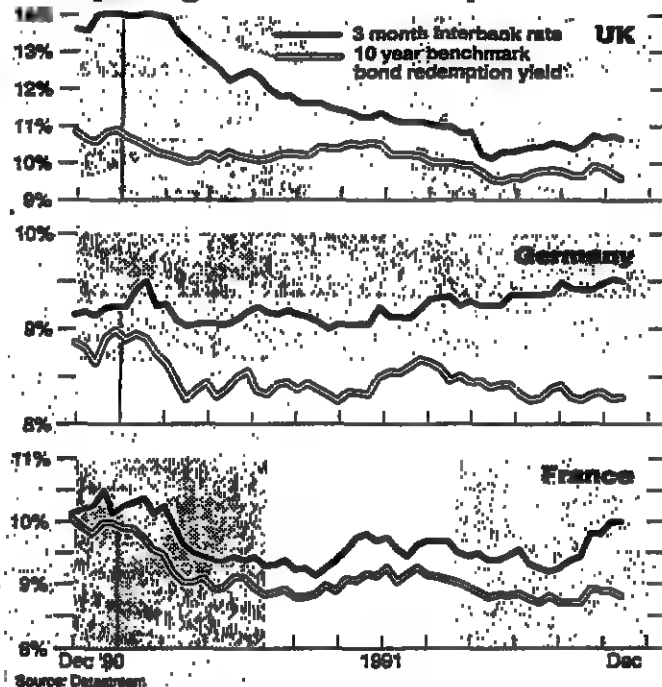 14%
3 month interbank rate UK
13%
10 year benchmark
bond redemption yield
12%
11%
10%
9%
10%
Germany
9%
8%
11%
France
10%
9%
8%
Dec '90 1991 Dec
Source: Datastream